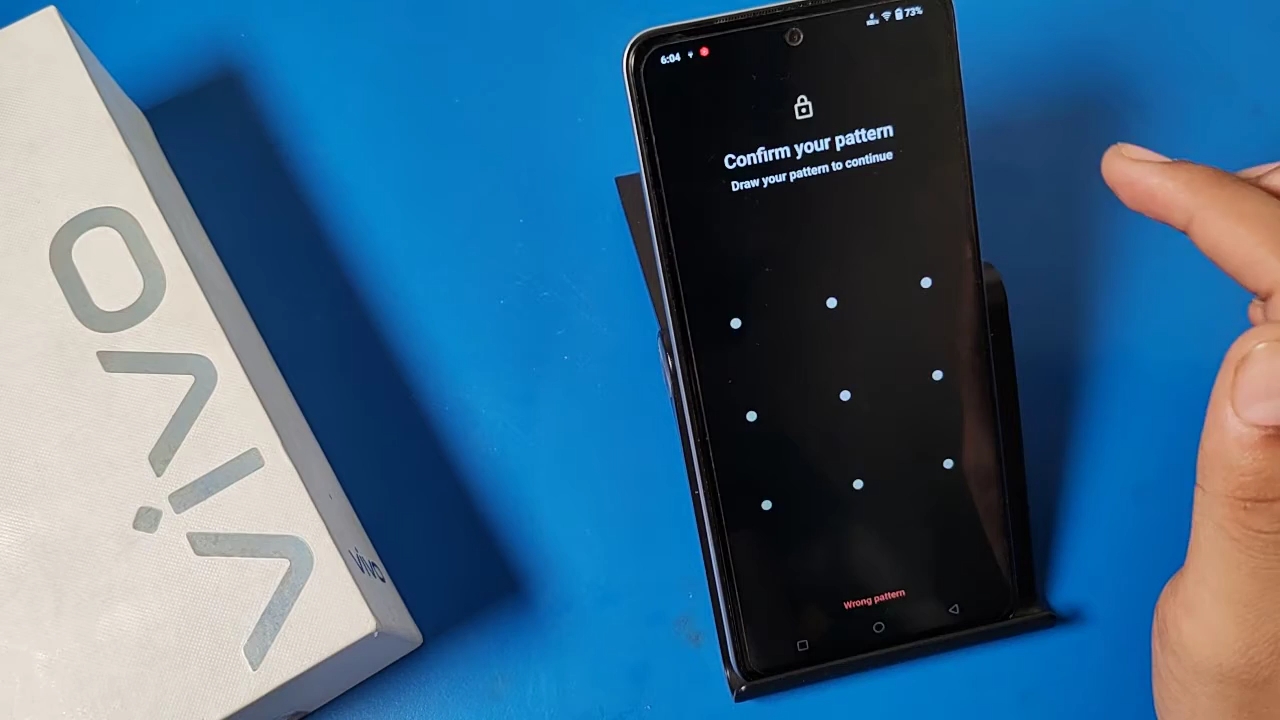 vivo
vivo
6:04
73%
Confirm your pattern
Draw your pattern to continue
Wrong pattern